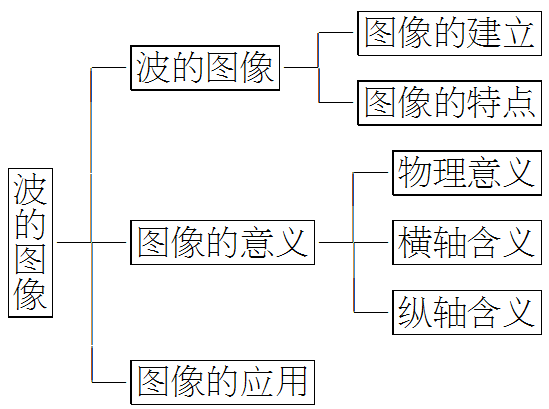 波的图像
波的图像
图像的建立
图像的特点
图像的意义
物理意义
横轴含义
纵轴含义
图像的应用